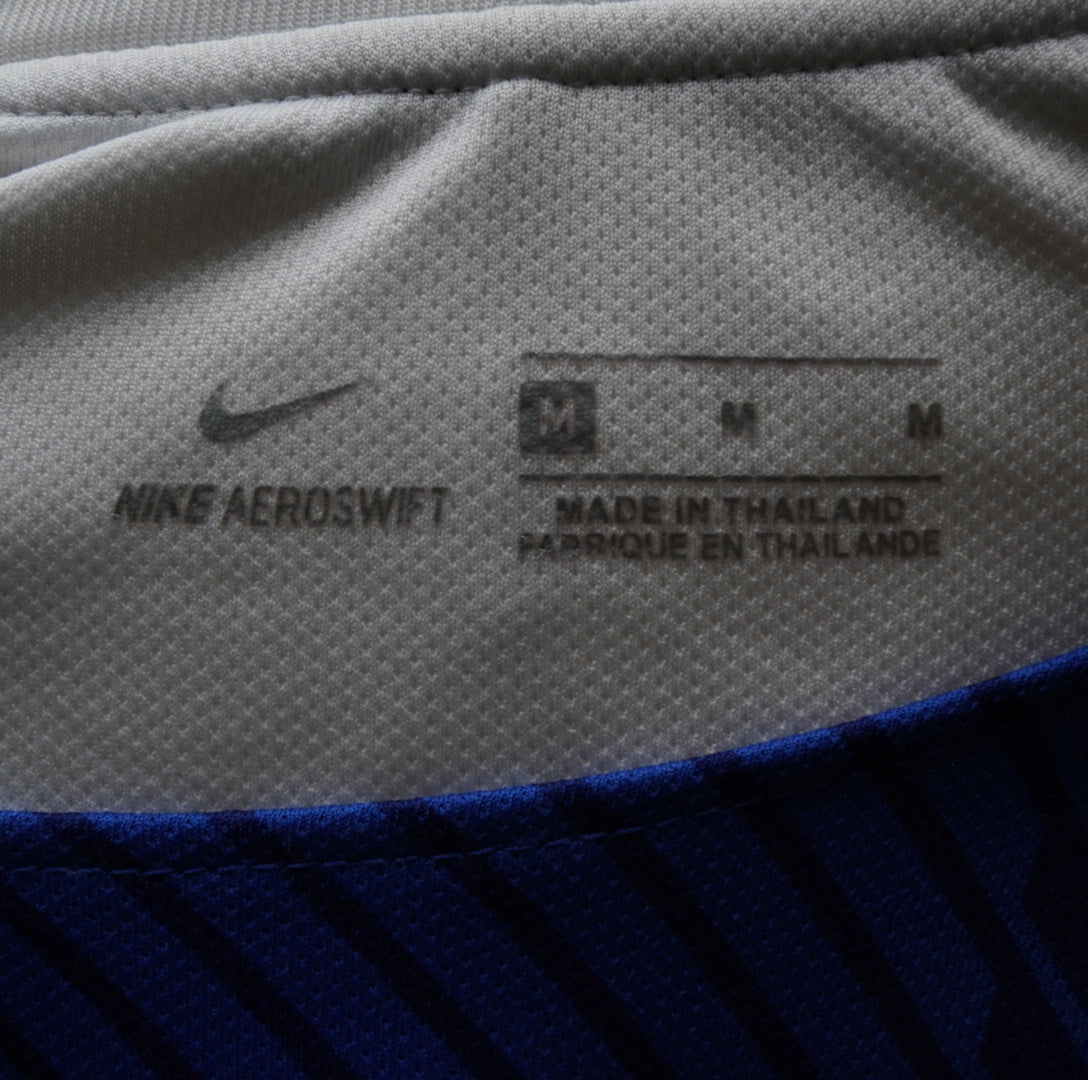 NIKE AEROSWIFT
M M M
MADE IN THAILAND
FABRIQUE EN THAILANDE